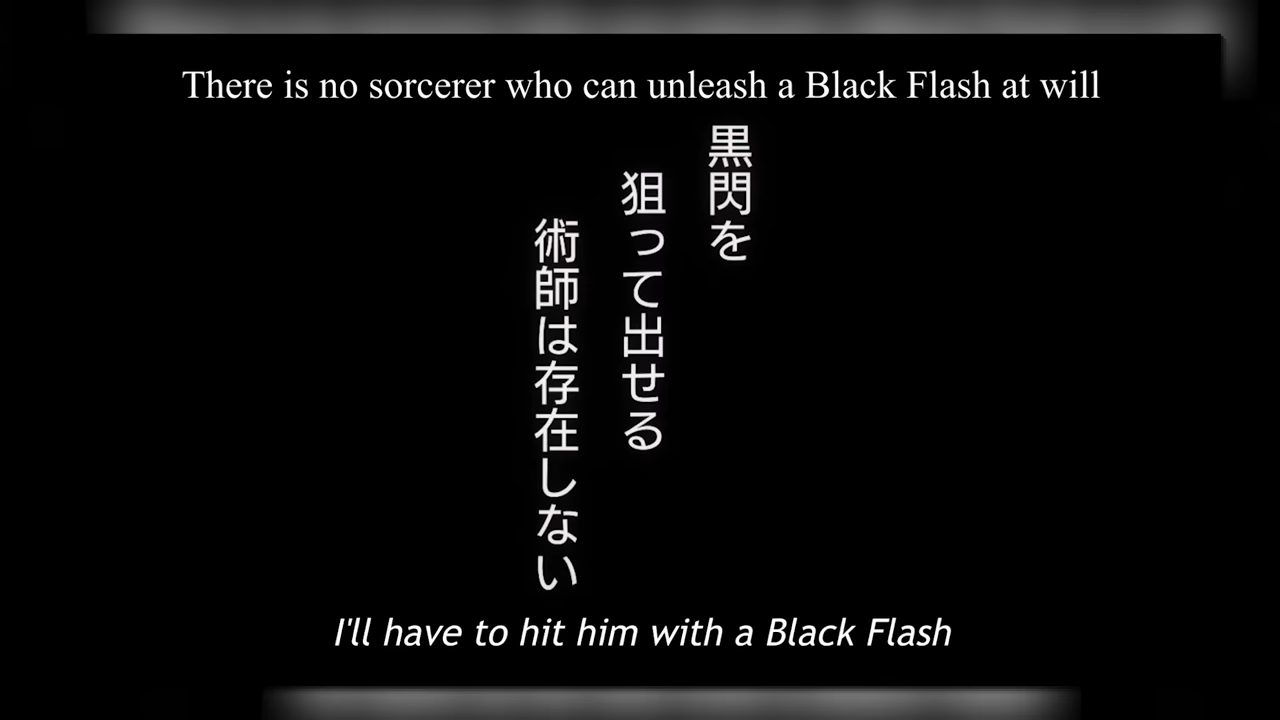 There is no sorcerer who can unleash a Black Flash at will
黒閃を
狙って出せる
術師は存在しない
I'll have to hit him with a Black Flash